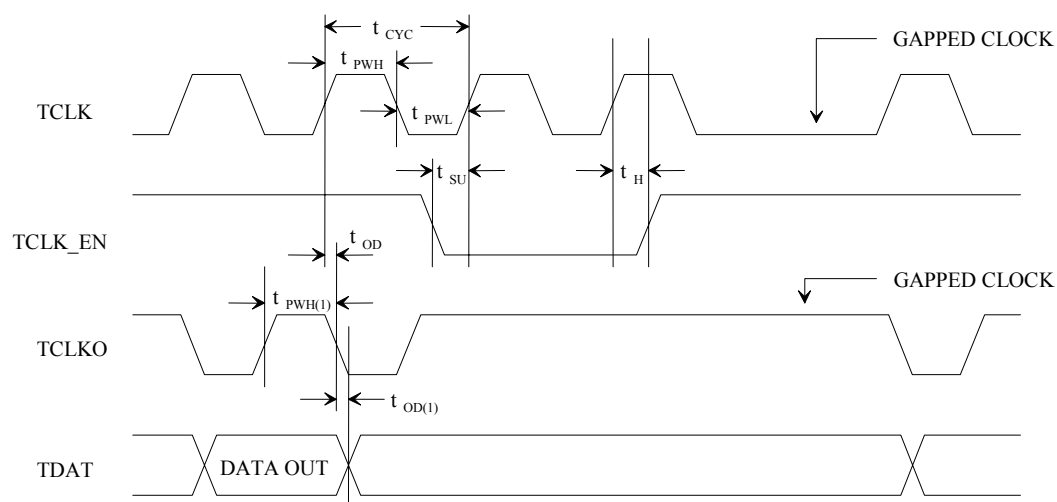 t CYC
GAPPED CLOCK
t PWH
TCLK
t PWL
t SU
t H
TCLK_EN
t OD
GAPPED CLOCK
t PWH(1)
TCLKO
t OD(1)
TDAT
DATA OUT